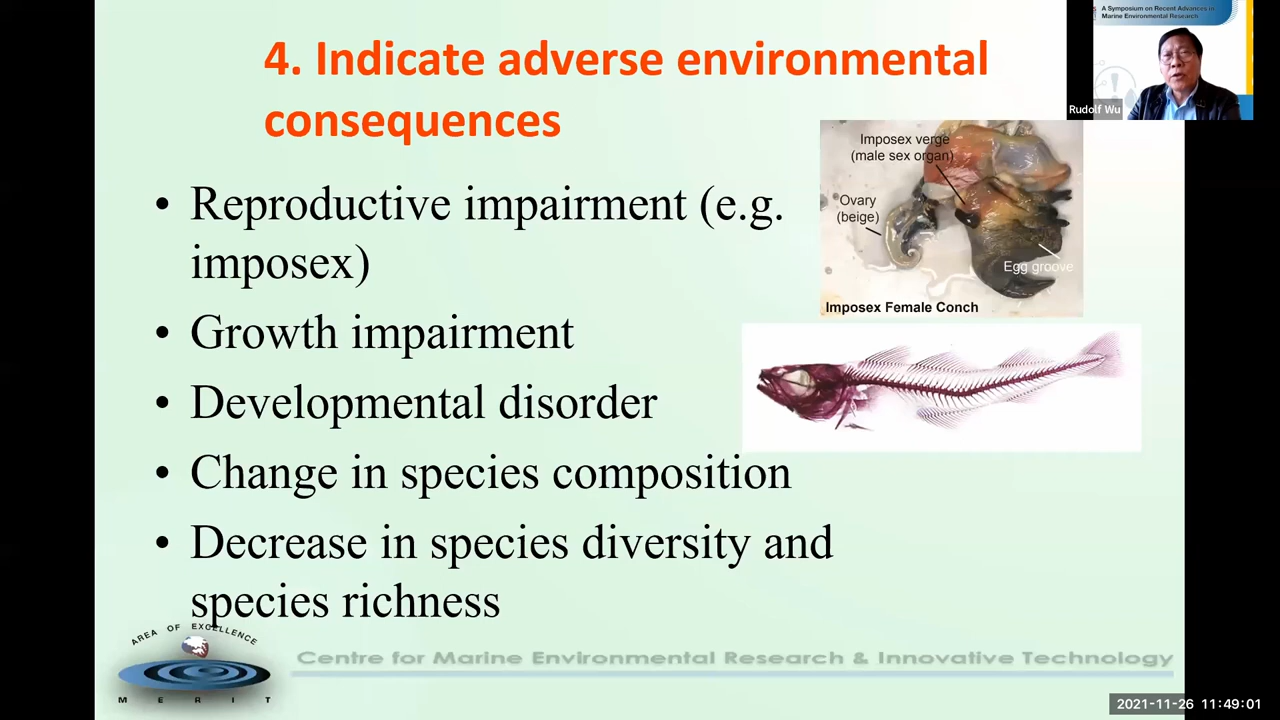 4. Indicate adverse environmental
consequences
• Reproductive impairment (e.g.
imposex)
• Growth impairment
• Developmental disorder
• Change in species composition
• Decrease in species diversity and
species richness
A Symposium on Recent Advances in
Marine Environmental Research
Rudolf Wu
Imposex verge
(male sex organ)
Ovary
(beige)
Egg groove
Imposex Female Conch
AREA OF EXCELLENCE
MERIT
Centre for Marine Environmental Research & Innovative Technology
2021-11-26 11:49:01